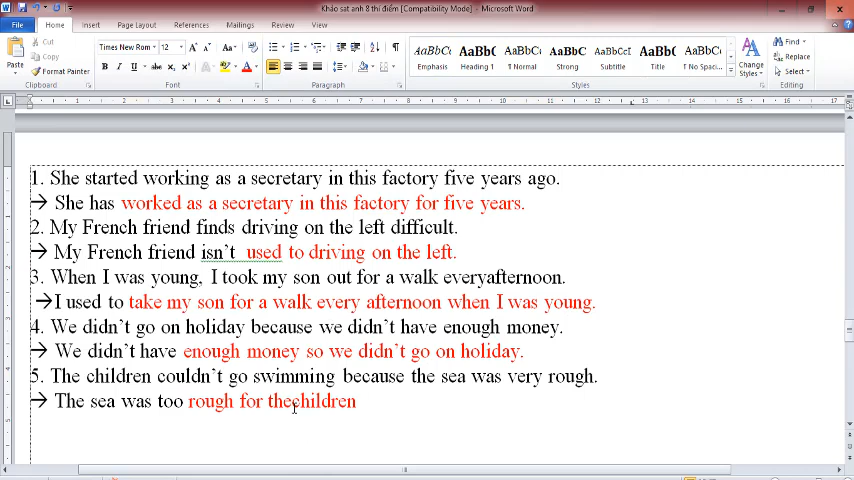 Khảo sat anh 8 thi điểm [Compatibility Mode] - Microsoft Word
File Home Insert Page Layout References Mailings Review View
Cut
Copy
Format Painter
Paste
Times New Rom 12
Clipboard Font Paragraph Styles Editing
AaBbCc AaBbC AaBbCc AaBbCc AaBbCcD AaBbC AaBbCcI
Emphasis Heading 1 ¶ Normal Strong Subtitle Title ¶ No Spaci...
Change
Styles
Find
Replace
Select
1. She started working as a secretary in this factory five years ago.
→ She has worked as a secretary in this factory for five years.
2. My French friend finds driving on the left difficult.
→ My French friend isn’t used to driving on the left.
3. When I was young, I took my son out for a walk everyafternoon.
→I used to take my son for a walk every afternoon when I was young.
4. We didn’t go on holiday because we didn’t have enough money.
→ We didn’t have enough money so we didn’t go on holiday.
5. The children couldn’t go swimming because the sea was very rough.
→ The sea was too rough for thechildren